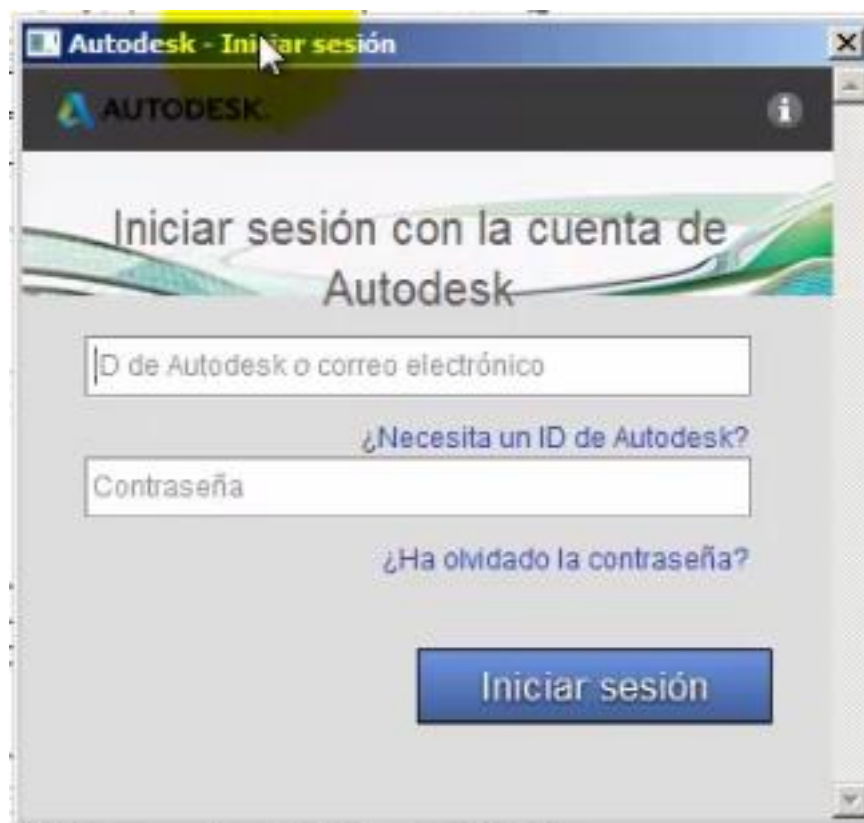 Autodesk - Iniciar sesión
AUTODESK.
Iniciar sesión con la cuenta de
Autodesk
ID de Autodesk o correo electrónico
¿Necesita un ID de Autodesk?
Contraseña
¿Ha olvidado la contraseña?
Iniciar sesión